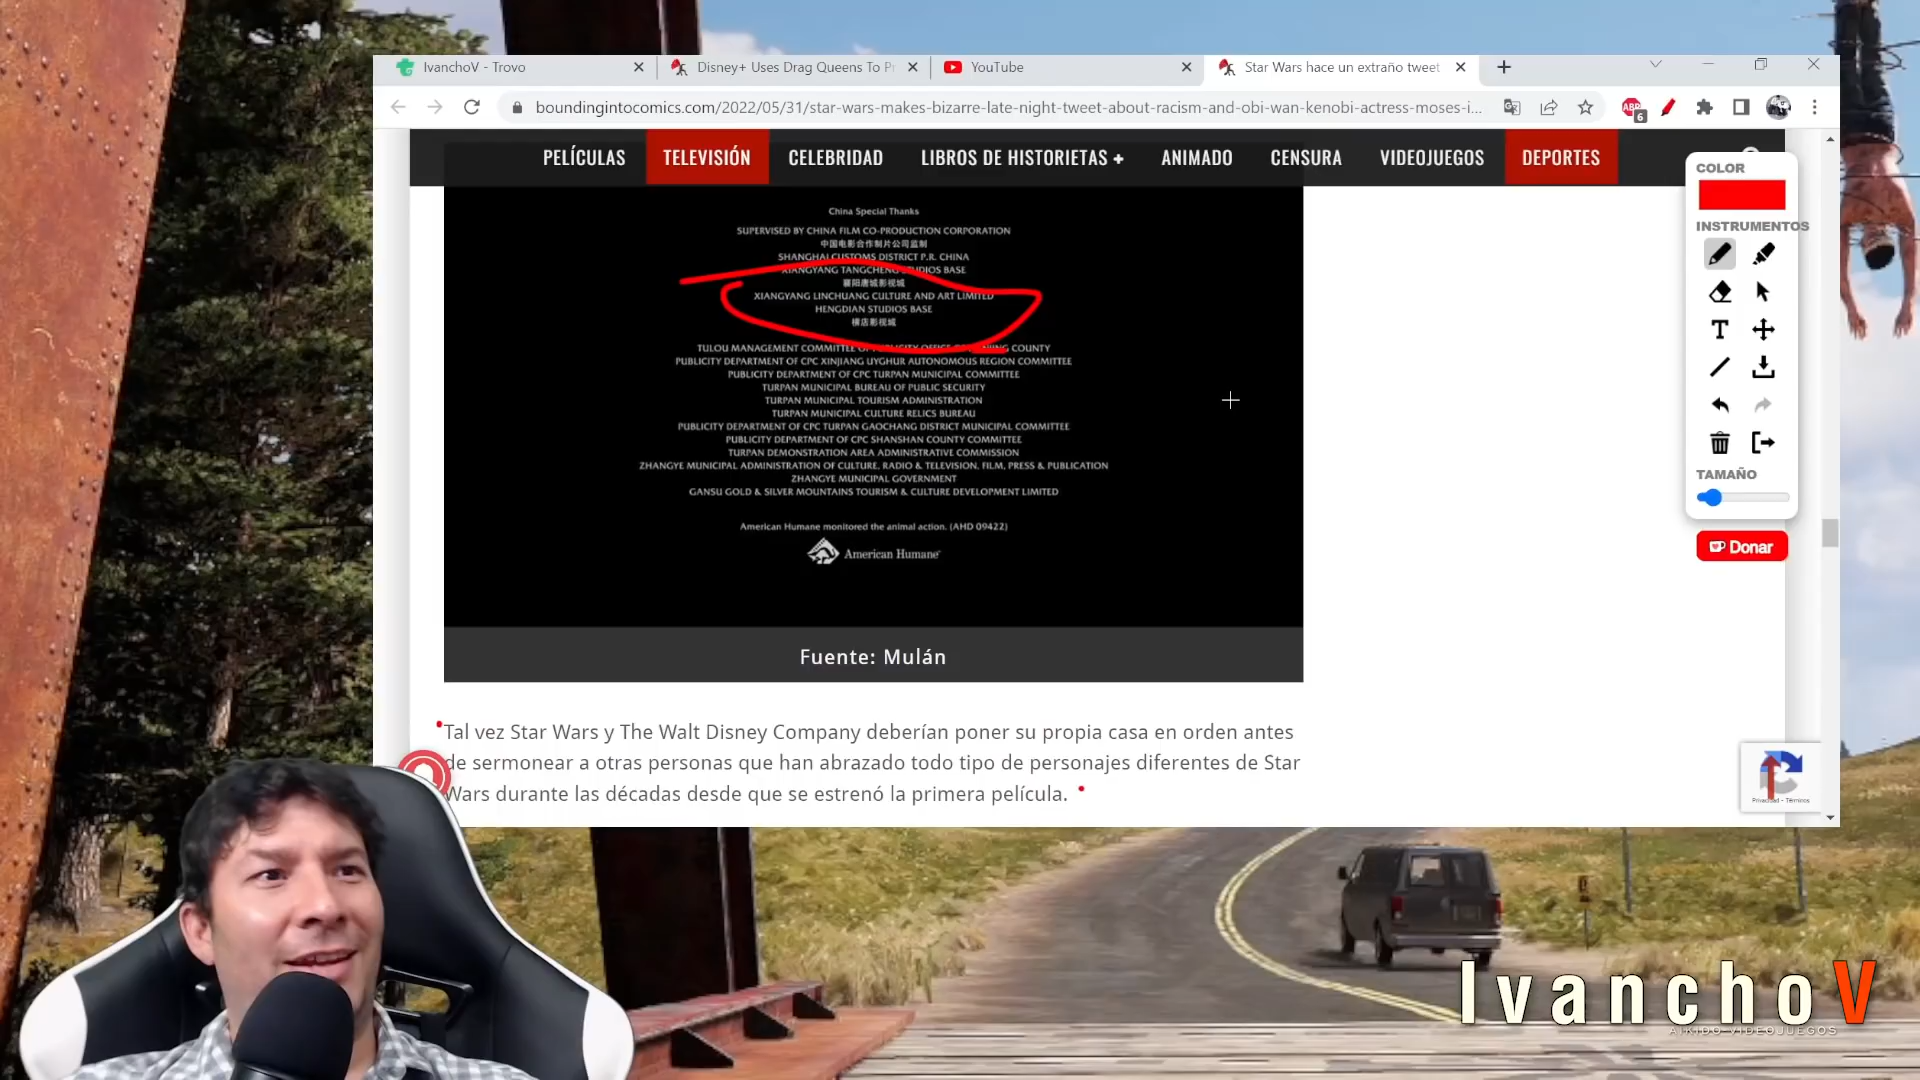 IvanchoV - Trovo
Disney+ Uses Drag Queens To Pr
YouTube
Star Wars hace un extraño tweet
boundingintocomics.com/2022/05/31/star-wars-makes-bizarre-late-night-tweet-about-racism-and-obi-wan-kenobi-actress-moses-i...
ABP
6
PELÍCULAS TELEVISIÓN CELEBRIDAD LIBROS DE HISTORIETAS + ANIMADO CENSURA VIDEOJUEGOS DEPORTES
COLOR
INSTRUMENTOS
T
TAMAÑO
Donar
China Special Thanks
SUPERVISED BY CHINA FILM CO-PRODUCTION CORPORATION
中国电影合作制片公司监制
SHANGHAI CUSTOMS DISTRICT P.R. CHINA
XIANGYANG TANGCHENG STUDIOS BASE
襄阳唐城影视城
XIANGYANG LINCHUANG CULTURE AND ART LIMITED
HENGDIAN STUDIOS BASE
横店影视城
TULOU MANAGEMENT COMMITTEE OF PUBLICITY OFFICE COUNTY
PUBLICITY DEPARTMENT OF CPC XINJIANG UYGHUR AUTONOMOUS REGION COMMITTEE
PUBLICITY DEPARTMENT OF CPC TURPAN MUNICIPAL COMMITTEE
TURPAN MUNICIPAL BUREAU OF PUBLIC SECURITY
TURPAN MUNICIPAL TOURISM ADMINISTRATION
TURPAN MUNICIPAL CULTURE RELICS BUREAU
PUBLICITY DEPARTMENT OF CPC TURPAN GAOCHANG DISTRICT MUNICIPAL COMMITTEE
PUBLICITY DEPARTMENT OF CPC SHANSHAN COUNTY COMMITTEE
TURPAN DEMONSTRATION AREA ADMINISTRATIVE COMMISSION
ZHANGYE MUNICIPAL ADMINISTRATION OF CULTURE, RADIO & TELEVISION, FILM, PRESS & PUBLICATION
ZHANGYE MUNICIPAL GOVERNMENT
GANSU GOLD & SILVER MOUNTAINS TOURISM & CULTURE DEVELOPMENT LIMITED
American Humane monitored the animal action. (AHD 09422)
American Humane
Fuente: Mulán
Tal vez Star Wars y The Walt Disney Company deberían poner su propia casa en orden antes
de sermonear a otras personas que han abrazado todo tipo de personajes diferentes de Star
Wars durante las décadas desde que se estrenó la primera película.
Privacidad - Términos
IvanchoV
AIKIDO VIDEOJUEGOS